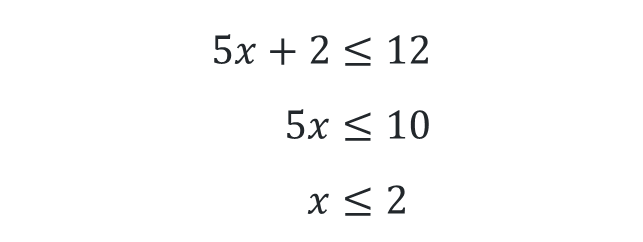 5x + 2 ≤ 12
5x ≤ 10
x ≤ 2